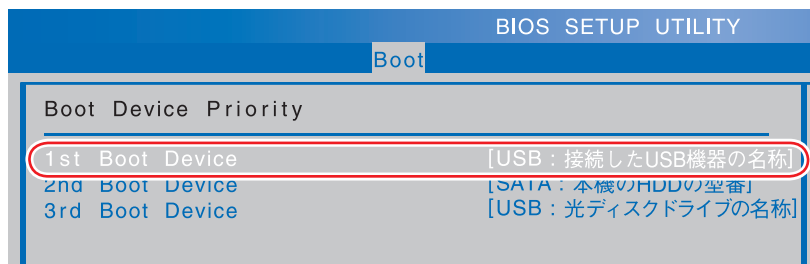 BIOS SETUP UTILITY
Boot
Boot Device Priority
1st Boot Device [USB：接続したUSB機器の名称]
2nd Boot Device [SATA：本機のHDDの型番]
3rd Boot Device [USB：光ディスクドライブの名称]